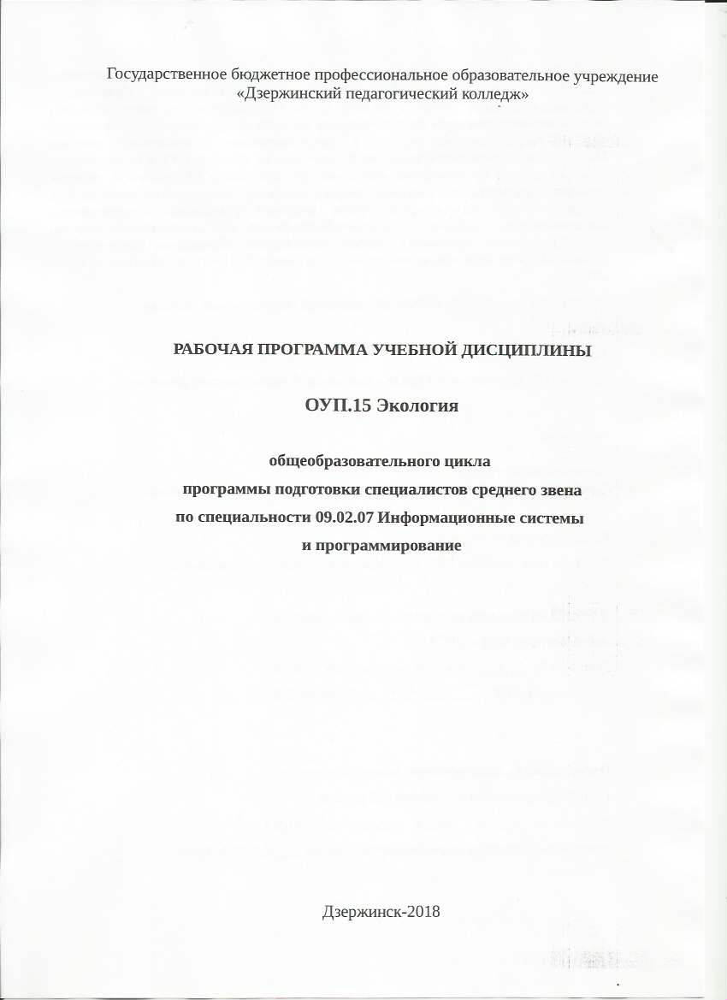 Государственное бюджетное профессиональное образовательное учреждение
«Дзержинский педагогический колледж»
РАБОЧАЯ ПРОГРАММА УЧЕБНОЙ ДИСЦИПЛИНЫ
ОУП.15 Экология
общеобразовательного цикла
программы подготовки специалистов среднего звена
по специальности 09.02.07 Информационные системы
и программирование
Дзержинск-2018